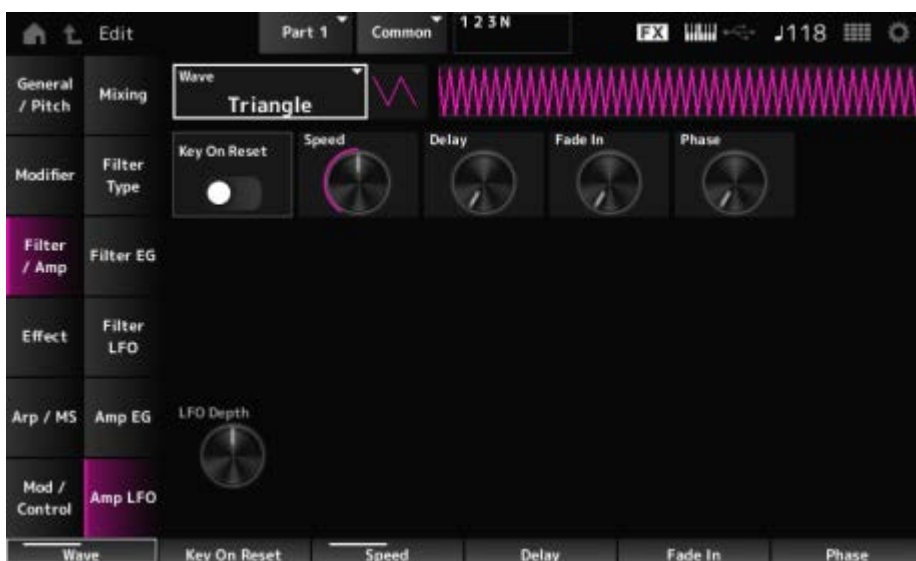 Edit
Part 1
Common
1 2 3 N
FX
♩118
General / Pitch
Mixing
Modifier
Filter Type
Filter / Amp
Filter EG
Effect
Filter LFO
Arp / MS
Amp EG
Mod / Control
Amp LFO
Wave
Triangle
Key On Reset
Speed
Delay
Fade In
Phase
LFO Depth
Wave
Key On Reset
Speed
Delay
Fade In
Phase